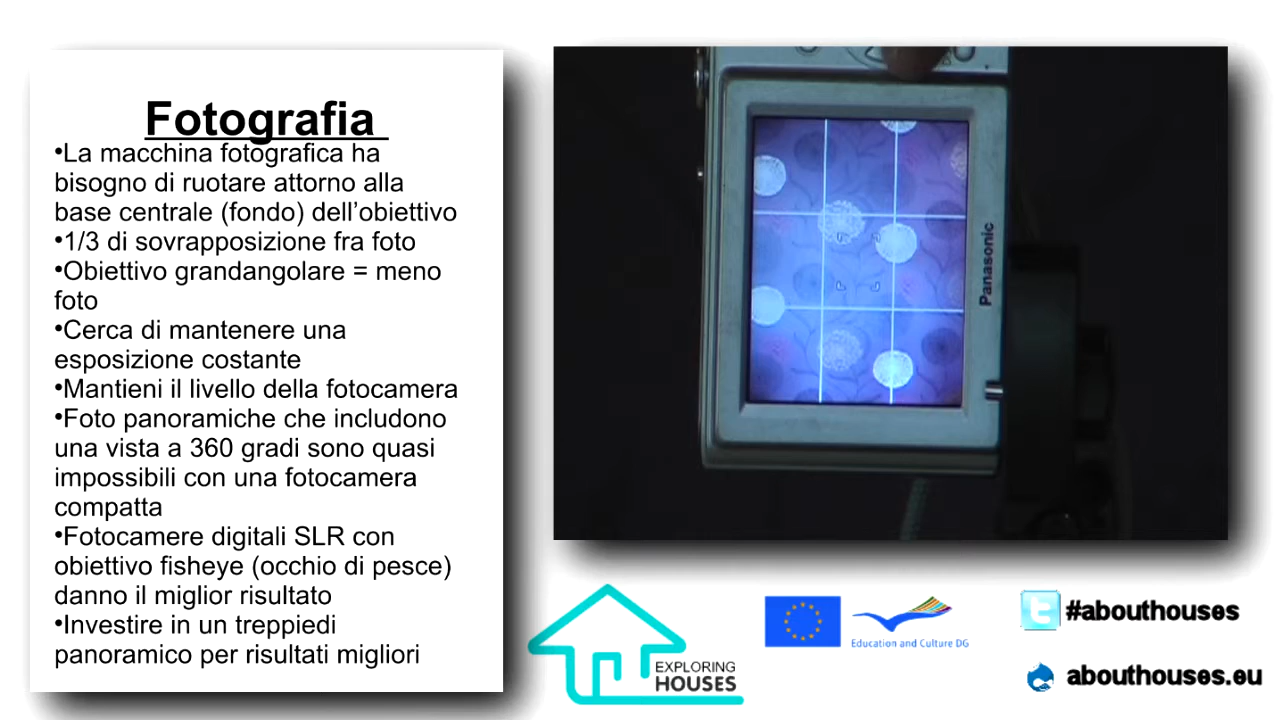 Fotografia
•La macchina fotografica ha
bisogno di ruotare attorno alla
base centrale (fondo) dell’obiettivo
•1/3 di sovrapposizione fra foto
•Obiettivo grandangolare = meno
foto
•Cerca di mantenere una
esposizione costante
•Mantieni il livello della fotocamera
•Foto panoramiche che includono
una vista a 360 gradi sono quasi
impossibili con una fotocamera
compatta
•Fotocamere digitali SLR con
obiettivo fisheye (occhio di pesce)
danno il miglior risultato
•Investire in un treppiedi
panoramico per risultati migliori
Panasonic
EXPLORING
HOUSES
Education and Culture DG
#abouthouses
abouthouses.eu